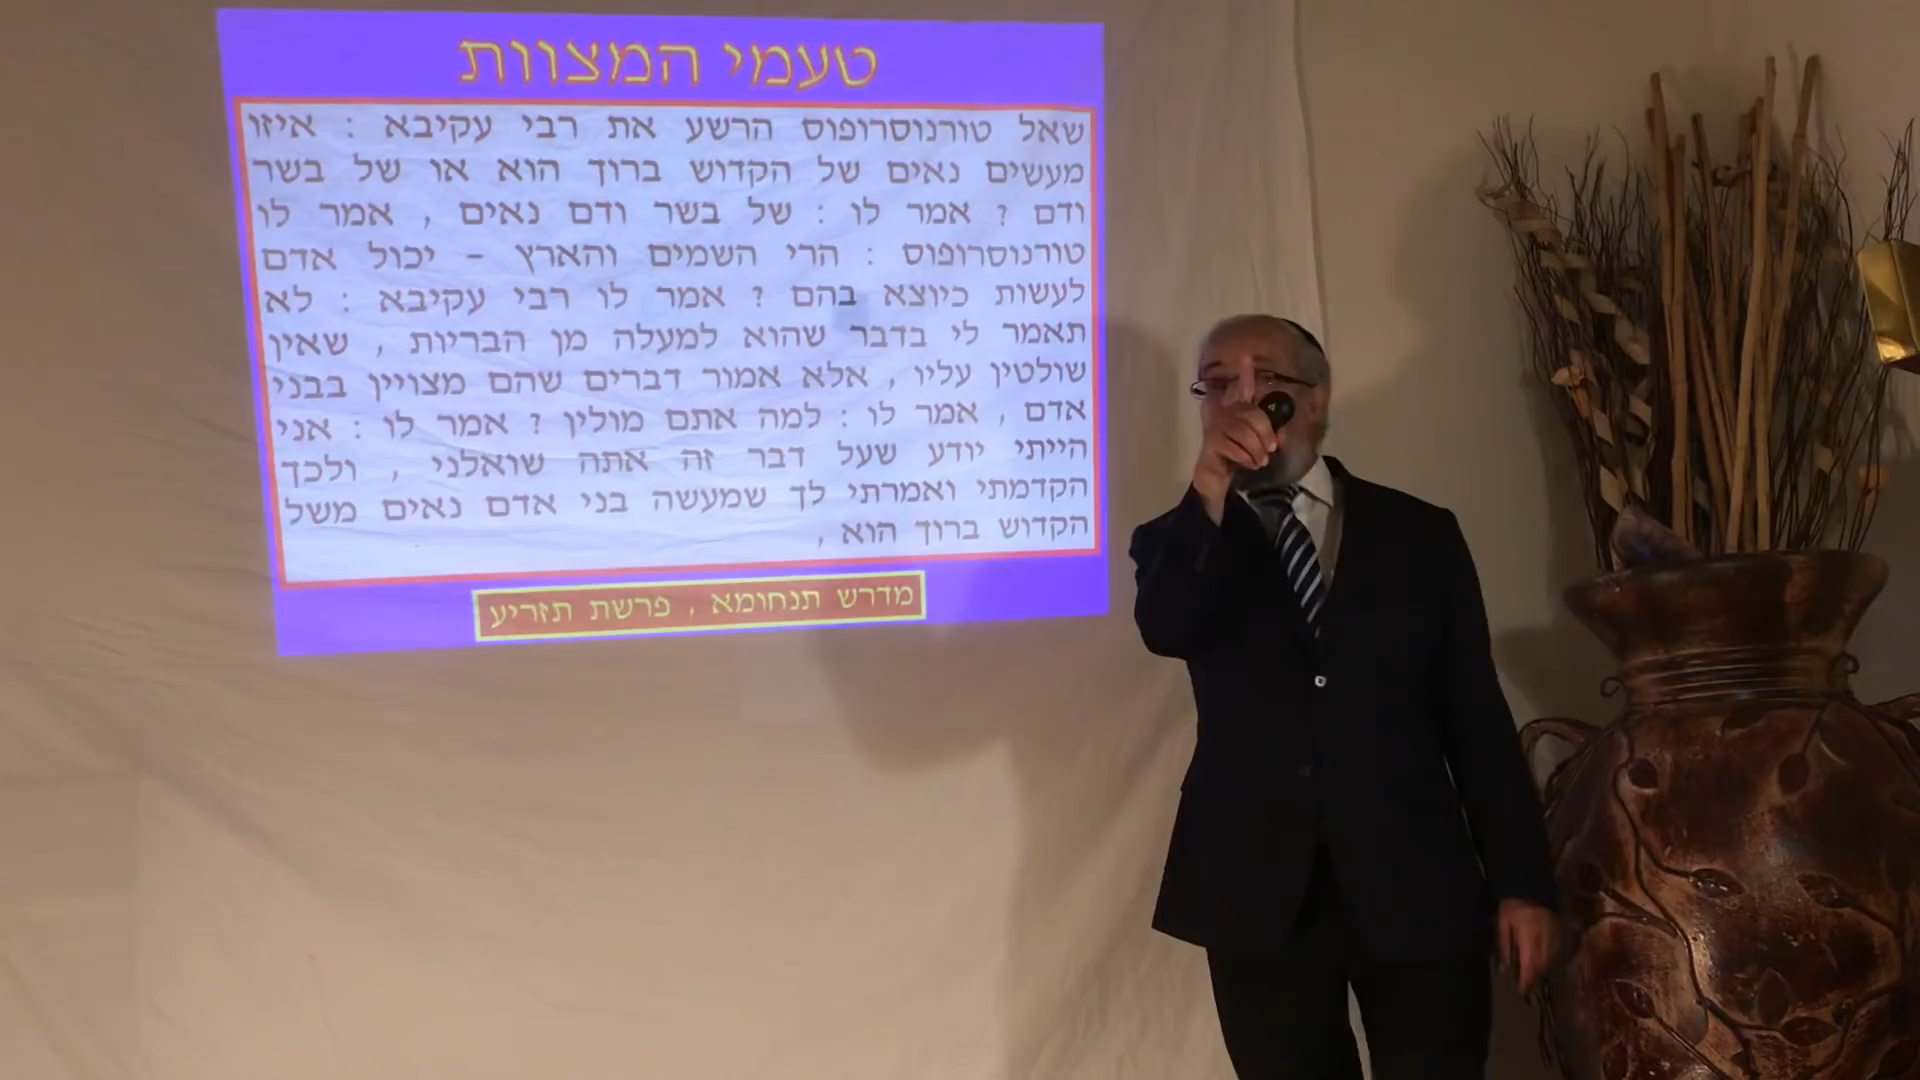 טעמי המצוות
שאל טורנוסרופוס הרשע את רבי עקיבא : איזו
מעשים נאים של הקדוש ברוך הוא או של בשר
ודם ? אמר לו : של בשר ודם נאים , אמר לו
טורנוסרופוס : הרי השמים והארץ – יכול אדם
לעשות כיוצא בהם ? אמר לו רבי עקיבא : לא
תאמר לי בדבר שהוא למעלה מן הבריות , שאין
שולטין עליו , אלא אמור דברים שהם מצויין בבני
אדם , אמר לו : למה אתם מולין ? אמר לו : אני
הייתי יודע שעל דבר זה אתה שואלני , ולכך
הקדמתי ואמרתי לך שמעשה בני אדם נאים משל
הקדוש ברוך הוא ,
מדרש תנחומא , פרשת תזריע